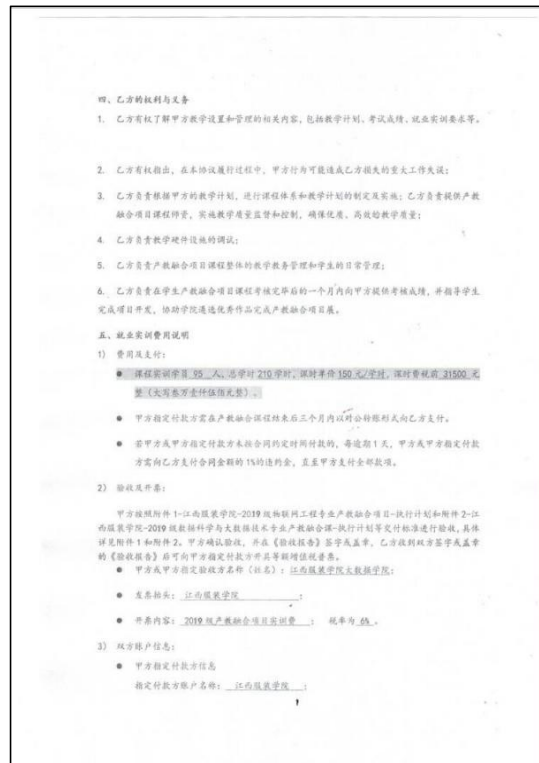 四、乙方的权利与义务
1. 乙方有权了解甲方教学设置和管理的相关内容,包括教学计划、考试成绩、就业实训要求等。
2. 乙方有权指出,在本协议履行过程中,甲方行为可能造成乙方损失的重大工作失误;
3. 乙方负责根据甲方的教学计划,进行课程体系和教学计划的制定及实施;乙方负责提供产教
融合项目课程师资,实施教学质量监督和控制,确保优质、高效的教学质量;
4. 乙方负责教学硬件设施的调试;
5. 乙方负责产教融合项目课程整体的教学教务管理和学生的日常管理;
6. 乙方负责在学生产教融合项目课程考核完毕后的一个月内向甲方提供考核成绩,并指导学生
完成项目开发,协助学院遴选优秀作品完成产教融合项目展。
五、就业实训费用说明
1) 费用及支付:
● 课程实训学员 95 人、总学时 210 学时,课时单价 150 元/学时,课时费税前 31500 元
整(大写叁万壹仟伍佰元整)。
● 甲方指定付款方需在产教融合课程结束后三个月内以对公转账形式向乙方支付。
● 若甲方或甲方指定付款方未按合同约定时间付款的,每逾期 1 天,甲方或甲方指定付款
方需向乙方支付合同金额的 1%的违约金,直至甲方支付全部款项。
2) 验收及开票:
甲方按照附件 1-江西服装学院-2019 级物联网工程专业产教融合项目-执行计划和附件 2-江
西服装学院-2019 级数据科学与大数据技术专业产教融合课-执行计划等交付标准进行验收,具体
详见附件 1 和附件 2。甲方确认验收,并在《验收报告》签字或盖章,乙方收到双方签字或盖章
的《验收报告》后可向甲方指定付款方开具等额增值税普票。
● 甲方或甲方指定验收方名称(姓名):江西服装学院大数据学院;
● 发票抬头:江西服装学院;
● 开票内容:2019 级产教融合项目实训费; 税率为 6%。
3) 双方账户信息:
● 甲方指定付款方信息
指定付款方账户名称:江西服装学院;